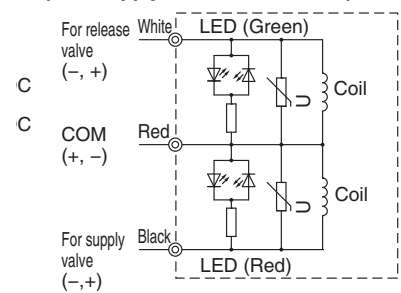 For release valve (–, +)
White
LED (Green)
C
C
U
Coil
COM (+, –)
Red
U
Coil
For supply valve (–,+)
Black
LED (Red)